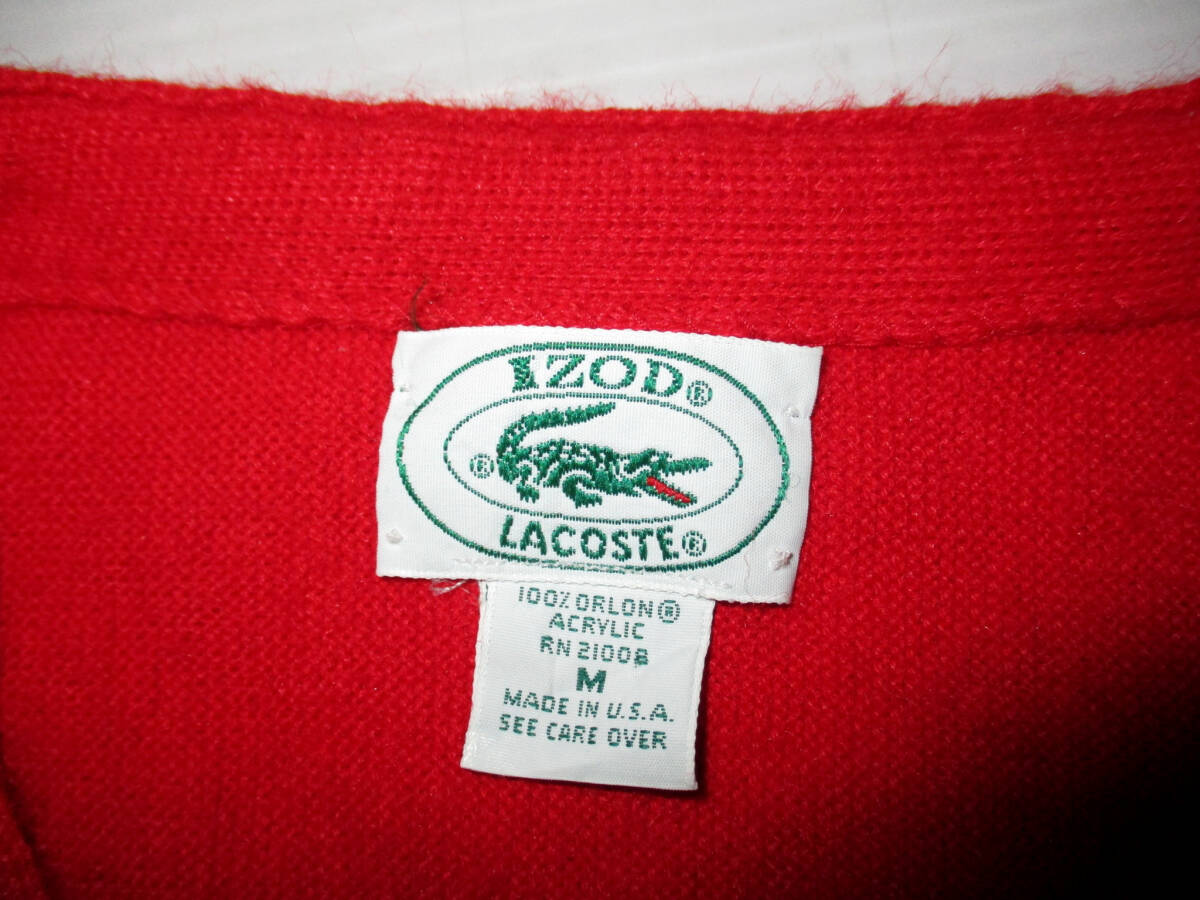 IZOD®
®
LACOSTE®
100% ORLON®
ACRYLIC
RN 21008
M
MADE IN U.S.A.
SEE CARE OVER